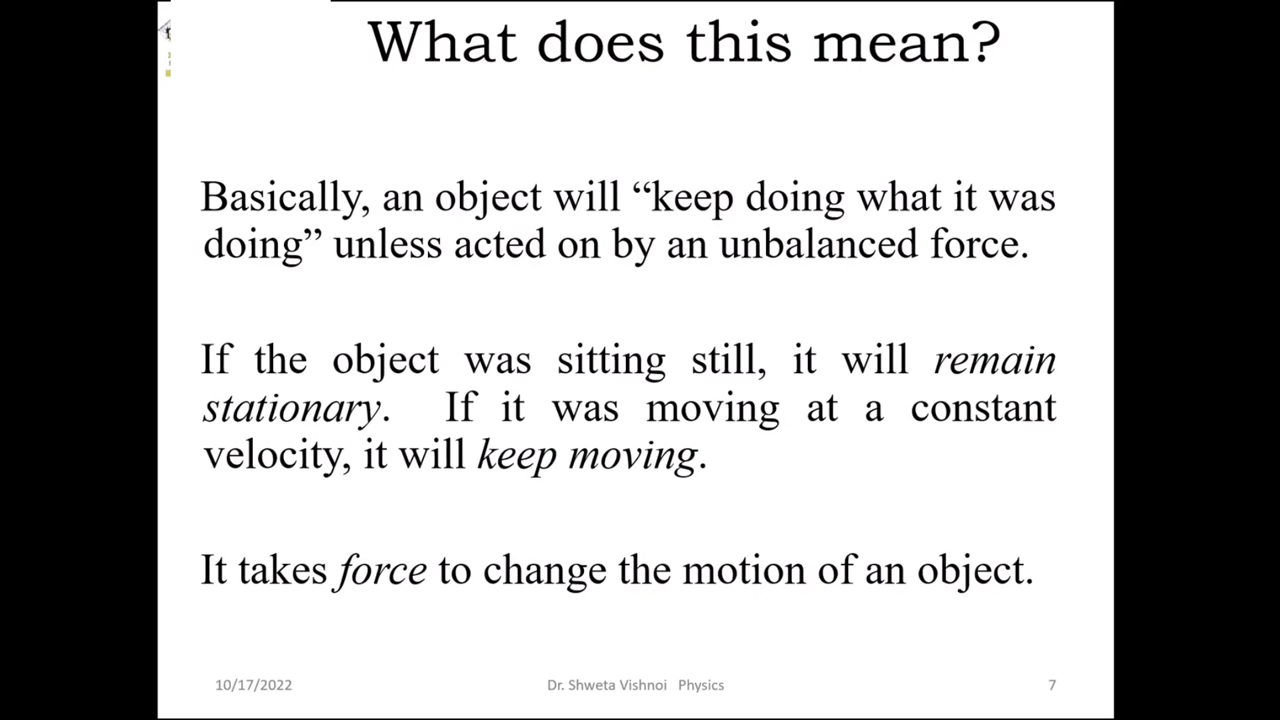 What does this mean?
Basically, an object will “keep doing what it was
doing” unless acted on by an unbalanced force.
If the object was sitting still, it will remain
stationary. If it was moving at a constant
velocity, it will keep moving.
It takes force to change the motion of an object.
10/17/2022 Dr. Shweta Vishnoi Physics 7